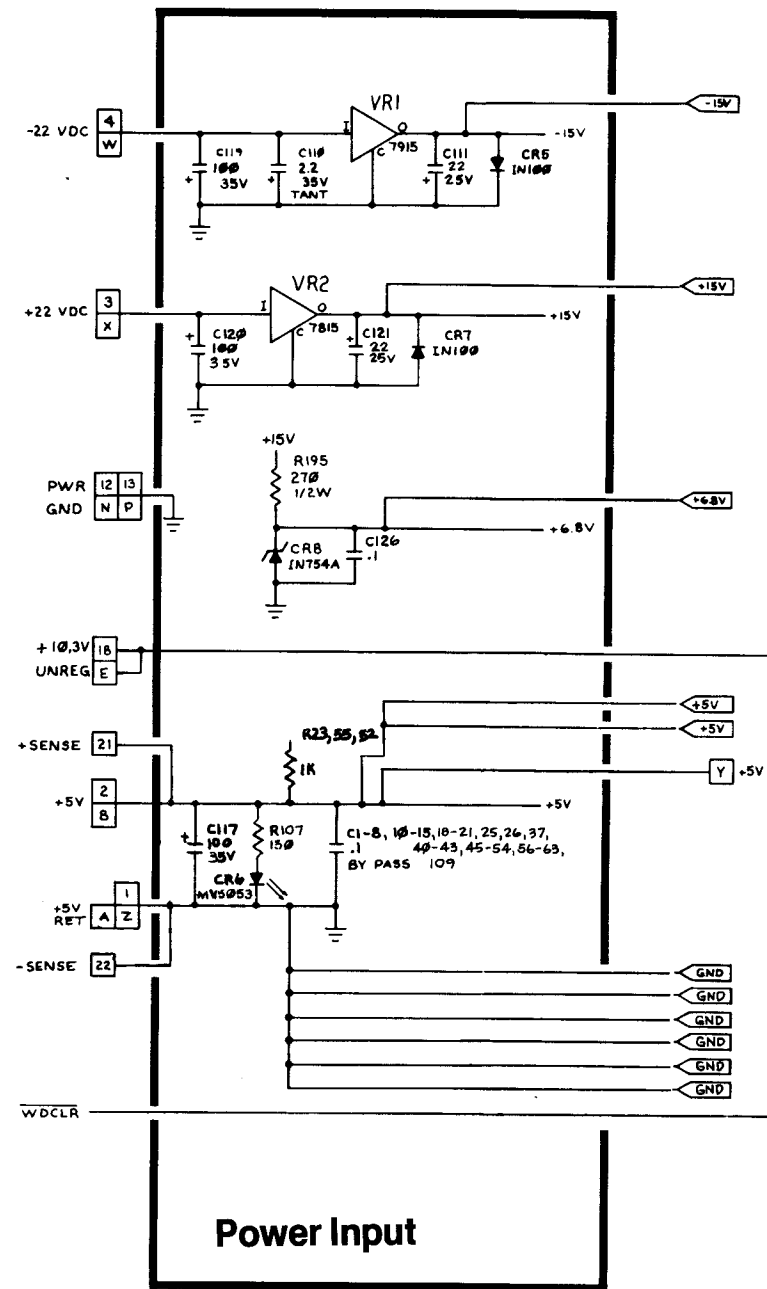 -22 VDC
4
W
C119
100
35V
+
C110
2.2
35V
TANT
+
VR1
I
O
C
7915
C111
22
25V
+
-15V
CR5
IN100
-15V
+22 VDC
3
X
+
C120
100
35V
VR2
I
O
C
7815
+
C121
22
25V
+15V
CR7
IN100
+15V
+15V
R195
270
1/2W
PWR
GND
12 13
N P
CR8
IN754A
C126
.1
+6.8V
+6.8V
+10,3V
UNREG
18
E
+SENSE
21
R23,55,52
1K
+5V
+5V
Y
+5V
+5V
2
B
+5V
+
C117
100
35V
R107
150
CR6
MV5053
C1-8, 10-15,18-21,25,26,37,
.1 40-43,45-54,56-63,
BY PASS 109
+5V
RET
1
A Z
-SENSE
22
GND
GND
GND
GND
GND
GND
WDCLR
Power Input